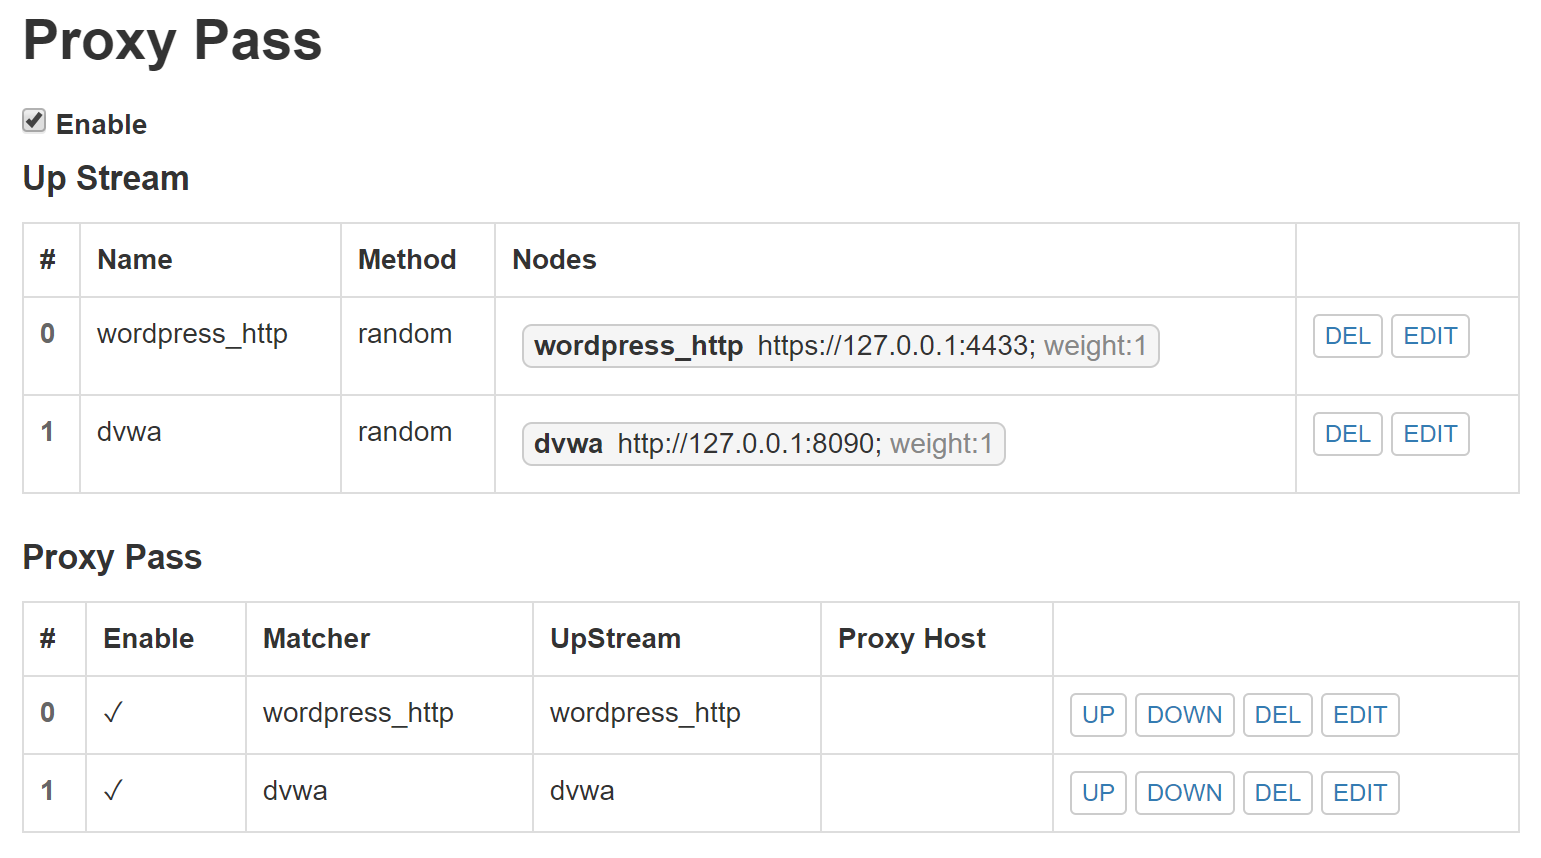 Proxy Pass
Enable
Up Stream
# Name Method Nodes
0 wordpress_http random wordpress_http https://127.0.0.1:4433; weight:1 DEL EDIT
1 dvwa random dvwa http://127.0.0.1:8090; weight:1 DEL EDIT
Proxy Pass
# Enable Matcher UpStream Proxy Host
0 ✓ wordpress_http wordpress_http UP DOWN DEL EDIT
1 ✓ dvwa dvwa UP DOWN DEL EDIT